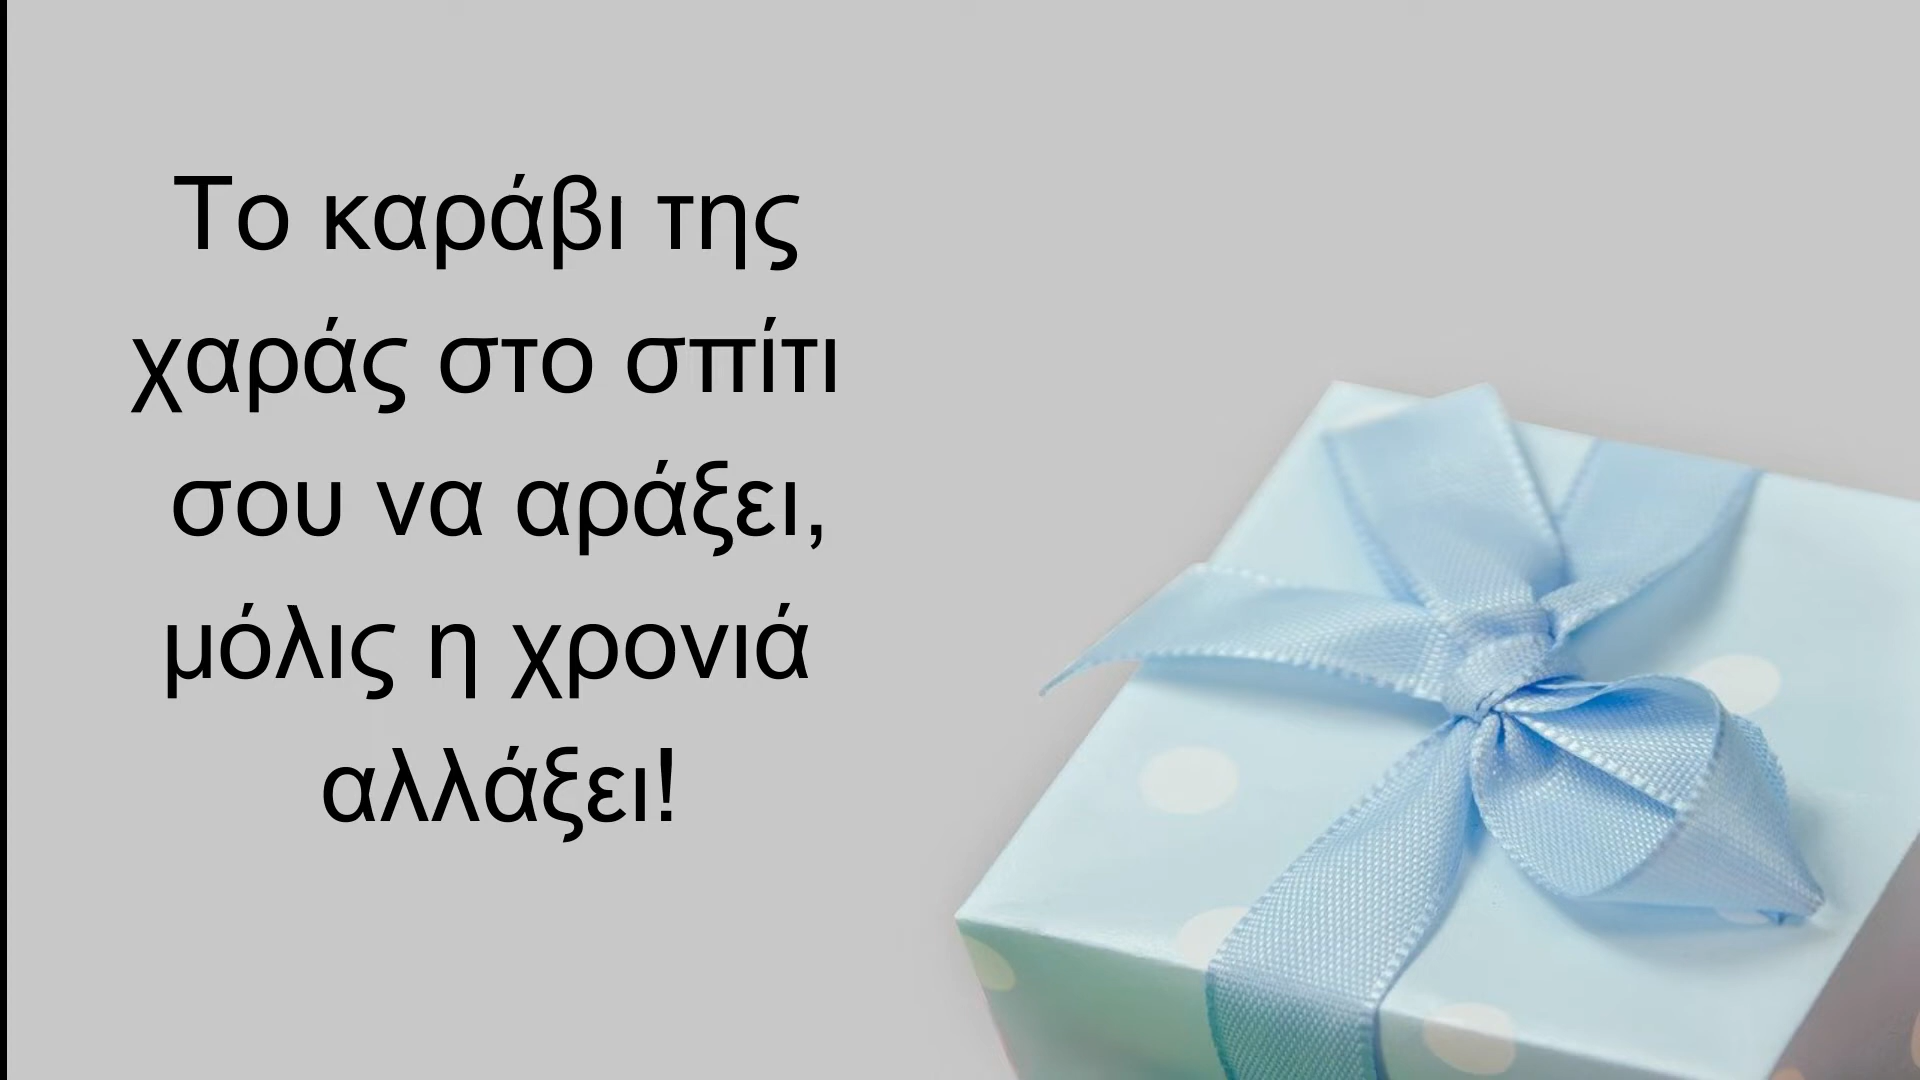 Το καράβι της
χαράς στο σπίτι
σου να αράξει,
μόλις η χρονιά
αλλάξει!